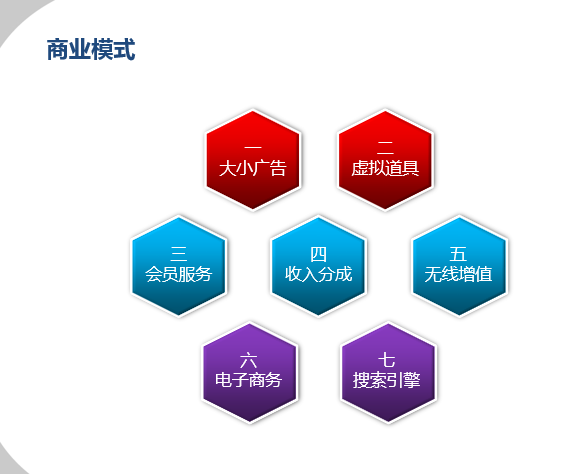 商业模式
一
大小广告
二
虚拟道具
三
会员服务
四
收入分成
五
无线增值
六
电子商务
七
搜索引擎